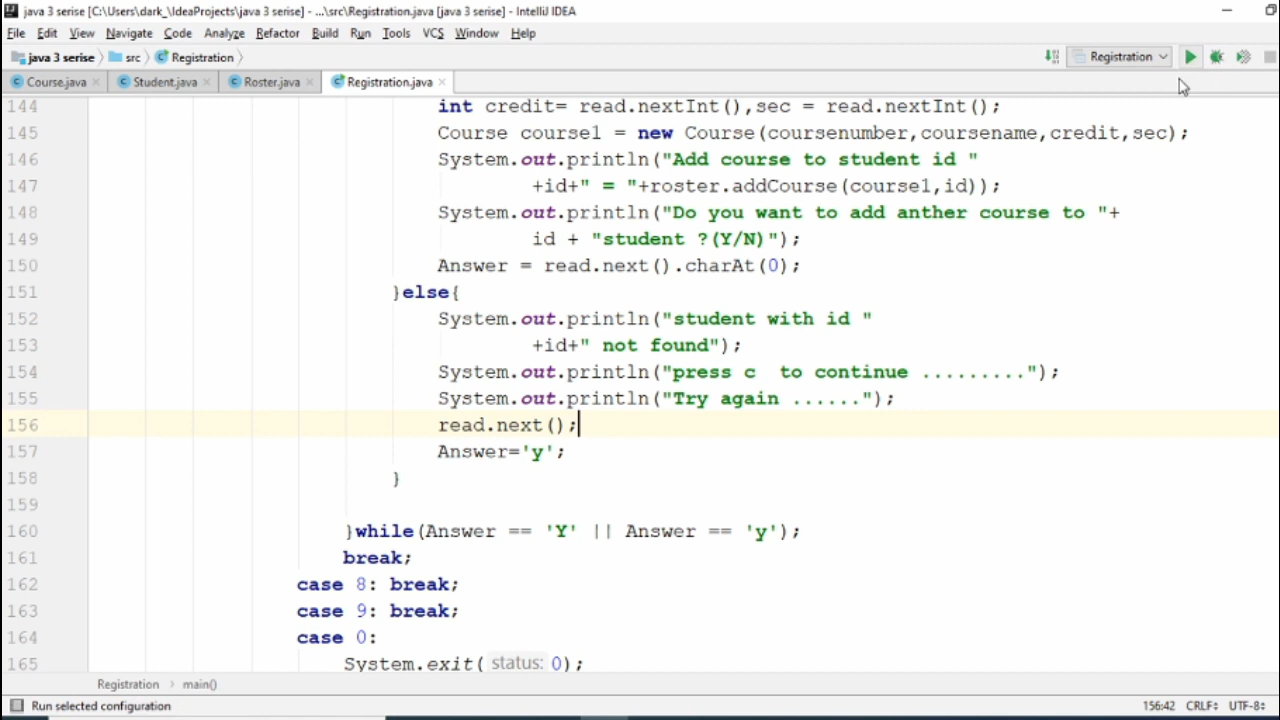 java 3 serise [C:\Users\dark_\IdeaProjects\java 3 serise] - ...\src\Registration.java [java 3 serise] - IntelliJ IDEA
File Edit View Navigate Code Analyze Refactor Build Run Tools VCS Window Help
java 3 serise src Registration Registration
Course.java Student.java Roster.java Registration.java
144 int credit= read.nextInt(),sec = read.nextInt();
145 Course course1 = new Course(coursenumber,coursename,credit,sec);
146 System.out.println("Add course to student id "
147 +id+" = "+roster.addCourse(course1,id));
148 System.out.println("Do you want to add anther course to "+
149 id + "student ?(Y/N)");
150 Answer = read.next().charAt(0);
151 }else{
152 System.out.println("student with id "
153 +id+" not found");
154 System.out.println("press c  to continue .........");
155 System.out.println("Try again ......");
156 read.next();
157 Answer='y';
158 }
159
160 }while(Answer == 'Y' || Answer == 'y');
161 break;
162 case 8: break;
163 case 9: break;
164 case 0:
165 System.exit( status: 0);
Registration main()
Run selected configuration 156:42 CRLF UTF-8